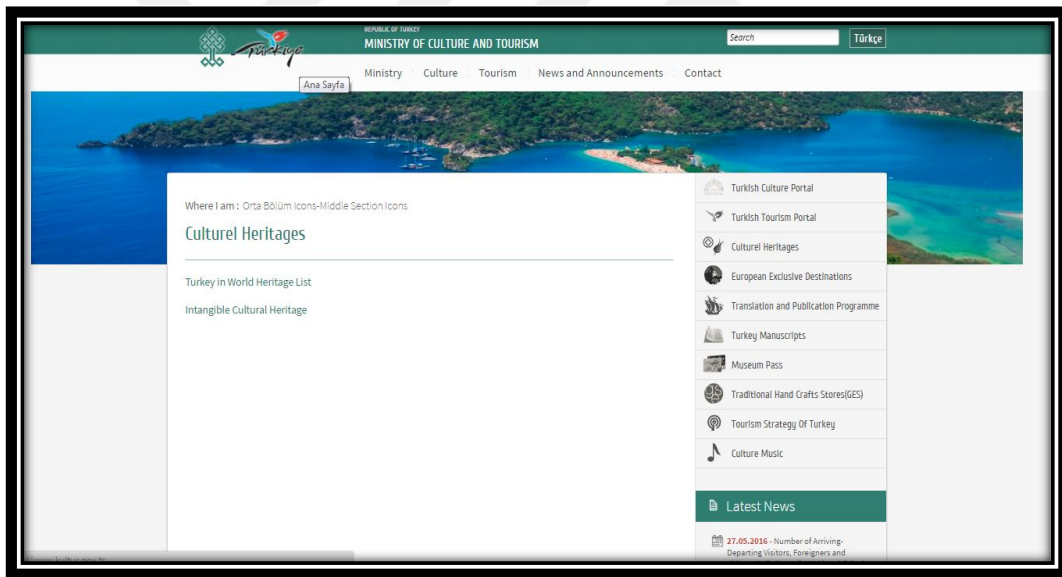 REPUBLIC OF TURKEY
MINISTRY OF CULTURE AND TOURISM
Search
Türkçe
Türkiye
Ana Sayfa
Ministry
Culture
Tourism
News and Announcements
Contact
Where I am : Orta Bölüm Icons-Middle Section Icons
Culturel Heritages
Turkey in World Heritage List
Intangible Cultural Heritage
Turkish Culture Portal
Turkish Tourism Portal
Culturel Heritages
European Exclusive Destinations
Translation and Publication Programme
Turkey Manuscripts
Museum Pass
Traditional Hand Crafts Stores(GES)
Tourism Strategy Of Turkey
Culture Music
Latest News
27.05.2016 - Number of Arriving-
Departing Visitors, Foreigners and